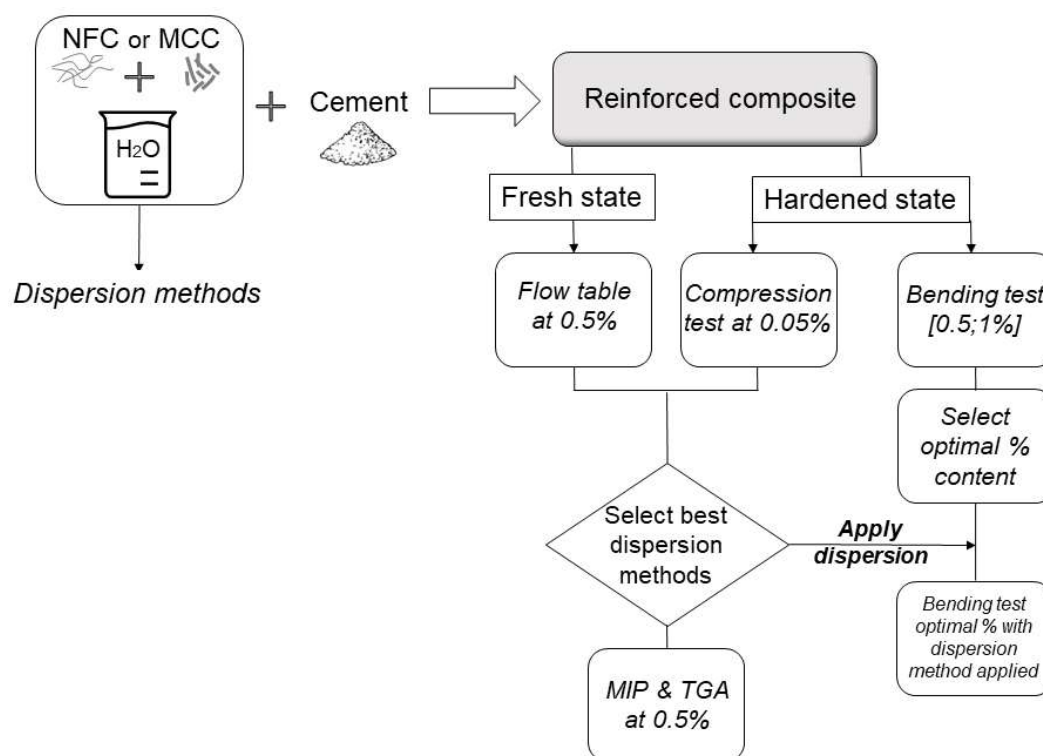 NFC or MCC
H2O
Dispersion methods
Cement
Reinforced composite
Fresh state
Hardened state
Flow table
at 0.5%
Compression
test at 0.05%
Bending test
[0.5;1%]
Select
optimal %
content
Select best
dispersion
methods
Apply
dispersion
Bending test
optimal % with
dispersion
method applied
MIP & TGA
at 0.5%